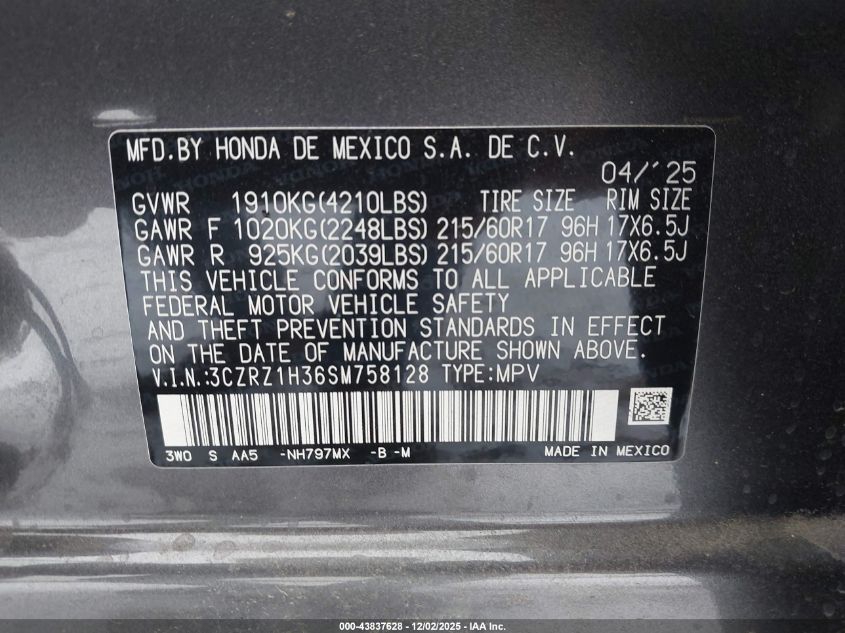 MFD.BY HONDA DE MEXICO S.A. DE C.V.
04/'25
GVWR 1910KG(4210LBS) TIRE SIZE RIM SIZE
GAWR F 1020KG(2248LBS) 215/60R17 96H 17X6.5J
GAWR R 925KG(2039LBS) 215/60R17 96H 17X6.5J
THIS VEHICLE CONFORMS TO ALL APPLICABLE
FEDERAL MOTOR VEHICLE SAFETY
AND THEFT PREVENTION STANDARDS IN EFFECT
ON THE DATE OF MANUFACTURE SHOWN ABOVE.
V.I.N.:3CZRZ1H36SM758128 TYPE:MPV
3W0 S AA5 -NH797MX -B -M MADE IN MEXICO
000-43837628 - 12/02/2025 - IAA Inc.